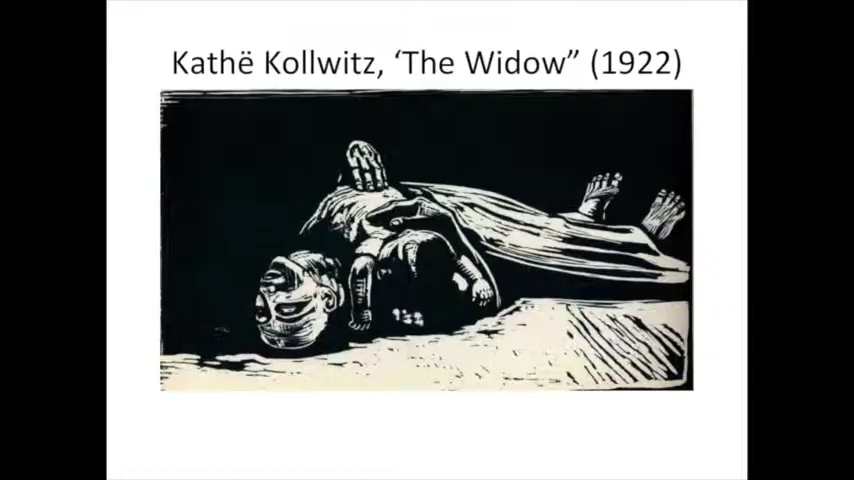 Kathë Kollwitz, ‘The Widow” (1922)